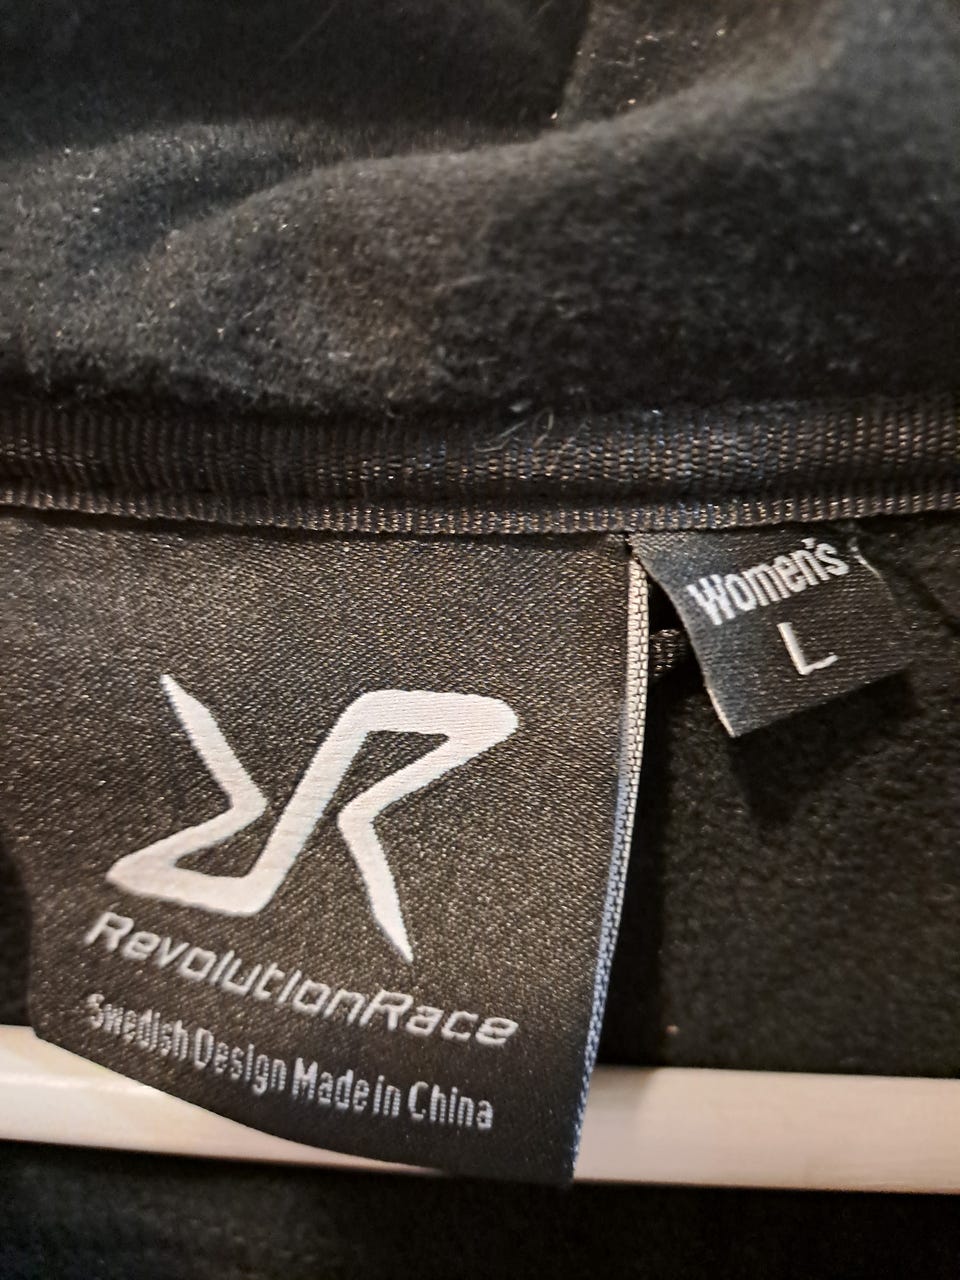 Women's
L
RevolutionRace
Swedish Design Made in China